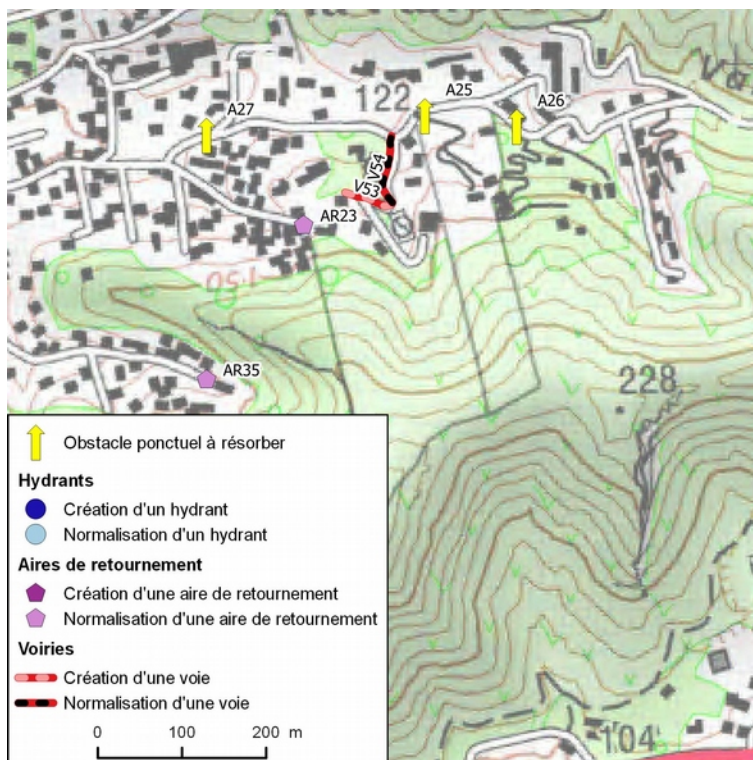 A27
122
A25
A26
V54
V53
AR23
150
AR35
228
Obstacle ponctuel à résorber
Hydrants
Création d'un hydrant
Normalisation d'un hydrant
Aires de retournement
Création d'une aire de retournement
Normalisation d'une aire de retournement
Voiries
Création d'une voie
Normalisation d'une voie
0 100 200 m
104